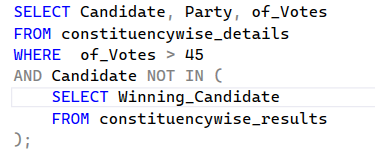 SELECT Candidate, Party, of_Votes
FROM constituencywise_details
WHERE  of_Votes > 45
AND Candidate NOT IN (
    SELECT Winning_Candidate
    FROM constituencywise_results
);